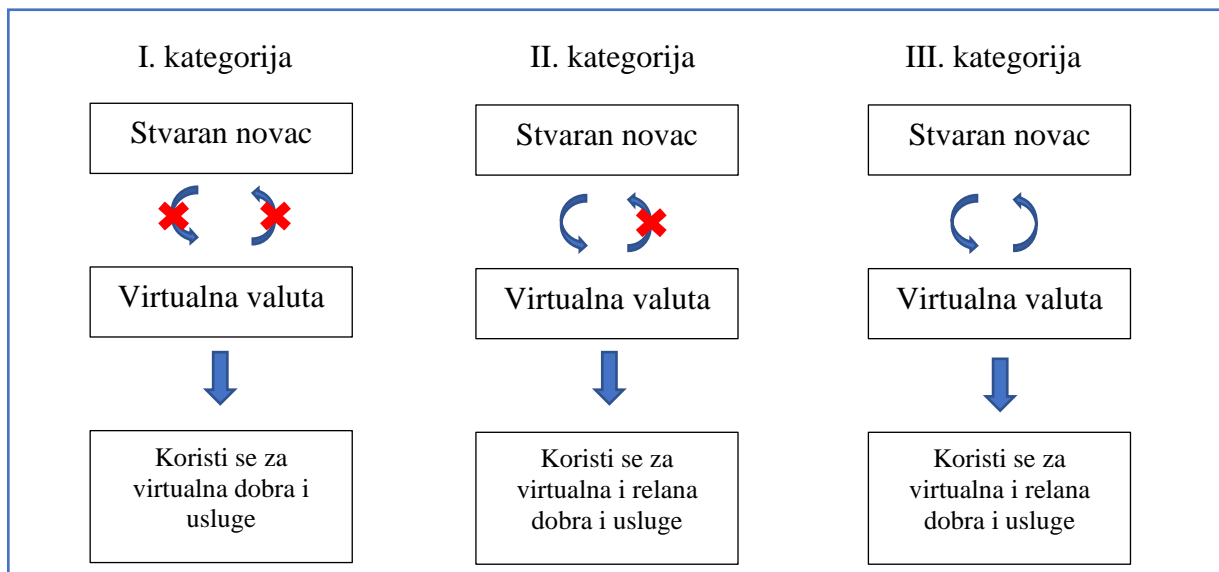 I. kategorija
II. kategorija
III. kategorija
Stvaran novac
Stvaran novac
Stvaran novac
Virtualna valuta
Virtualna valuta
Virtualna valuta
Koristi se za
virtualna dobra i
usluge
Koristi se za
virtualna i relana
dobra i usluge
Koristi se za
virtualna i relana
dobra i usluge